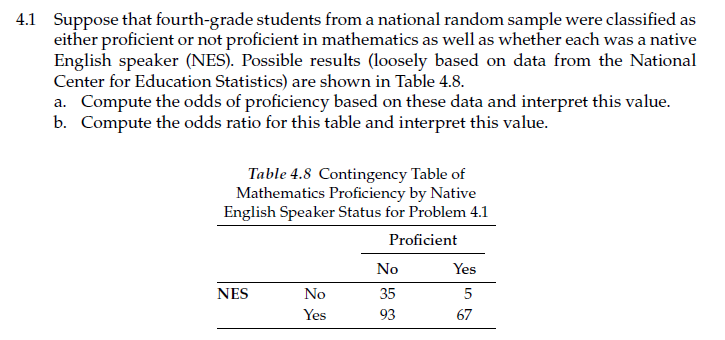 4.1 Suppose that fourth-grade students from a national random sample were classified as
either proficient or not proficient in mathematics as well as whether each was a native
English speaker (NES). Possible results (loosely based on data from the National
Center for Education Statistics) are shown in Table 4.8.
a. Compute the odds of proficiency based on these data and interpret this value.
b. Compute the odds ratio for this table and interpret this value.
Table 4.8 Contingency Table of
Mathematics Proficiency by Native
English Speaker Status for Problem 4.1
Proficient
No Yes
NES No 35 5
Yes 93 67